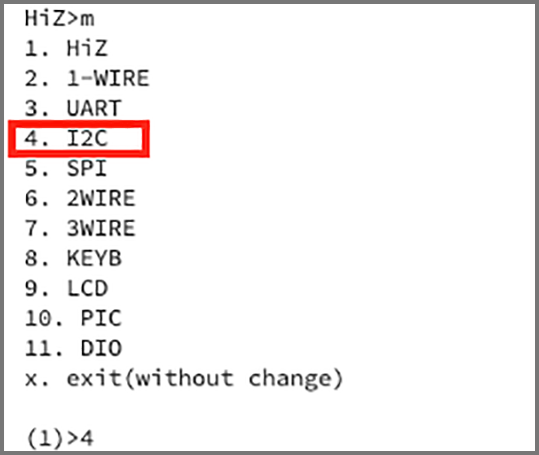 HiZ>m
1. HiZ
2. 1-WIRE
3. UART
4. I2C
5. SPI
6. 2WIRE
7. 3WIRE
8. KEYB
9. LCD
10. PIC
11. DIO
x. exit(without change)
(1)>4